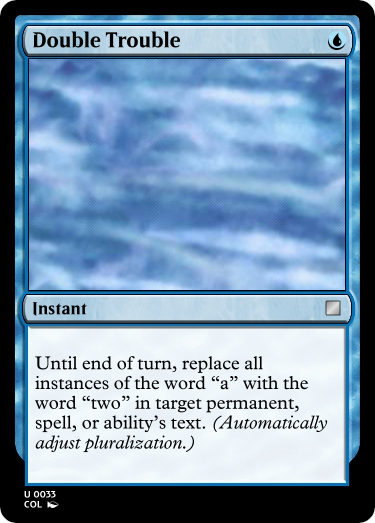 Double Trouble
Instant
Until end of turn, replace all
instances of the word “a” with the
word “two” in target permanent,
spell, or ability’s text. (Automatically
adjust pluralization.)
U 0033
COL